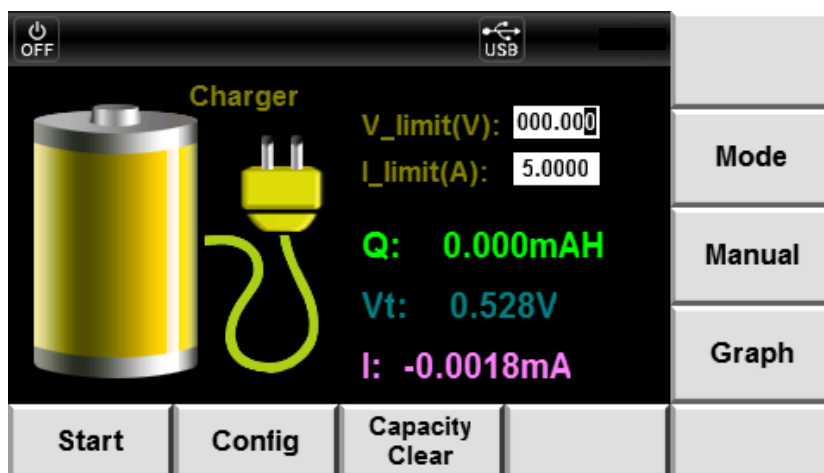 OFF
USB
Charger
V_limit(V): 000.000
I_limit(A): 5.0000
Q: 0.000mAH
Vt: 0.528V
I: -0.0018mA
Mode
Manual
Graph
Start
Config
Capacity
Clear